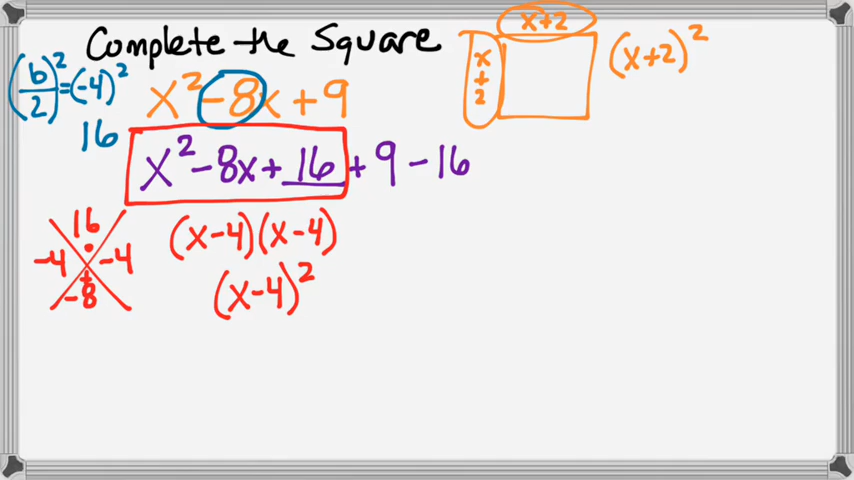 Complete the Square
x+2
x+2
(x+2)²
(b/2)² = (-4)²
16
x² - 8x + 9
x² - 8x + 16 + 9 - 16
16
-4 · -4
+
-8
(x-4)(x-4)
(x-4)²